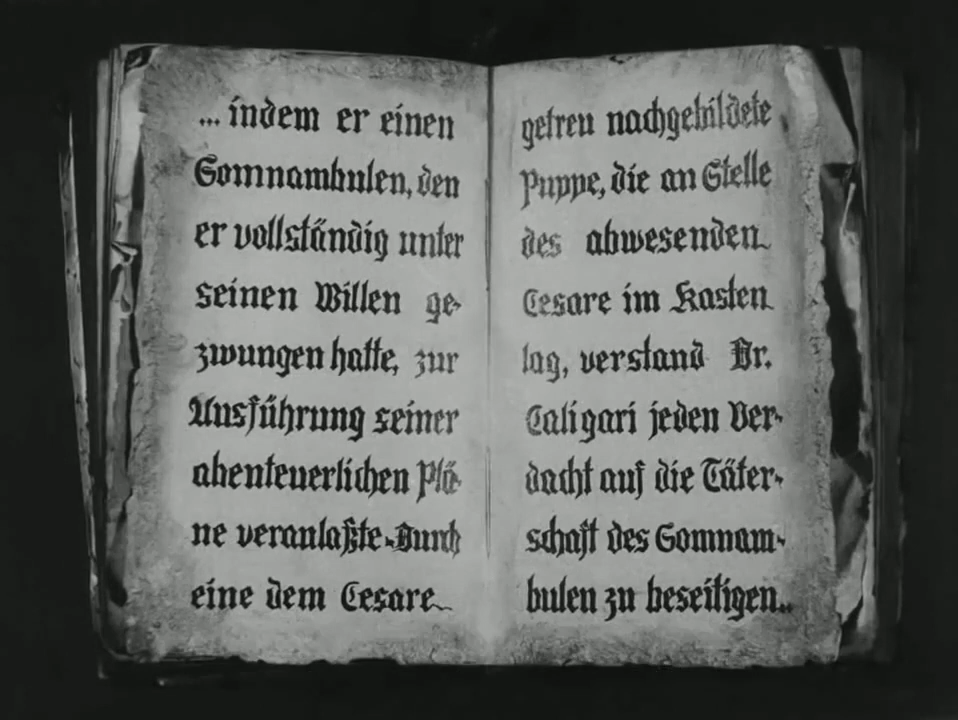 ... indem er einen
Somnambulen, den
er vollständig unter
seinen Willen ge-
zwungen hatte, zur
Ausführung seiner
abenteuerlichen Plä-
ne veranlaßte. Durch
eine dem Cesare
getreu nachgebildete
Puppe, die an Stelle
des abwesenden
Cesare im Kasten
lag, verstand Dr.
Caligari jeden Ver-
dacht auf die Täter-
schaft des Somnam-
bulen zu beseitigen..